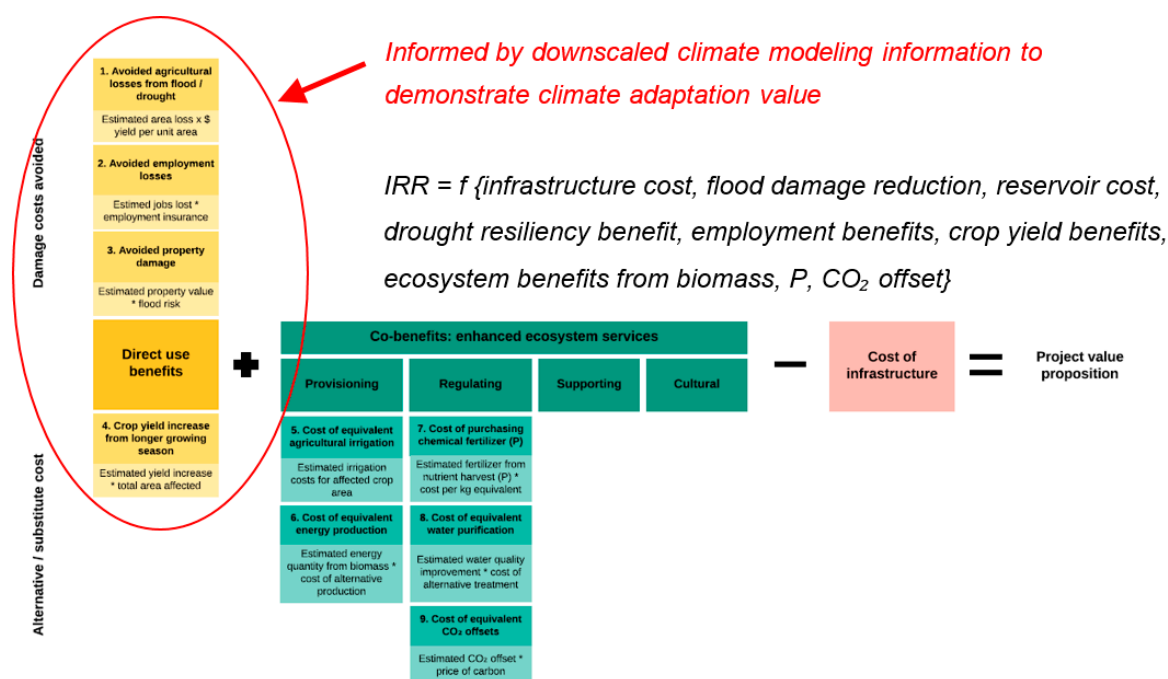 Informed by downscaled climate modeling information to
demonstrate climate adaptation value
IRR = f {infrastructure cost, flood damage reduction, reservoir cost,
drought resiliency benefit, employment benefits, crop yield benefits,
ecosystem benefits from biomass, P, CO₂ offset}
Damage costs avoided
1. Avoided agricultural
losses from flood /
drought
Estimated area loss x $
yield per unit area
2. Avoided employment
losses
Estimed jobs lost *
employment insurance
3. Avoided property
damage
Estimated property value
* flood risk
Direct use
benefits
Alternative / substitute cost
4. Crop yield increase
from longer growing
season
Estimated yield increase
* total area affected
+
Co-benefits: enhanced ecosystem services
Provisioning
Regulating
Supporting
Cultural
5. Cost of equivalent
agricultural irrigation
Estimated irrigation
costs for affected crop
area
6. Cost of equivalent
energy production
Estimated energy
quantity from biomass *
cost of alternative
production
7. Cost of purchasing
chemical fertilizer (P)
Estimated fertilizer from
nutrient harvest (P) *
cost per kg equivalent
8. Cost of equivalent
water purification
Estimated water quality
improvement * cost of
alternative treatment
9. Cost of equivalent
CO₂ offsets
Estimated CO₂ offset *
price of carbon
−
Cost of
infrastructure
=
Project value
proposition